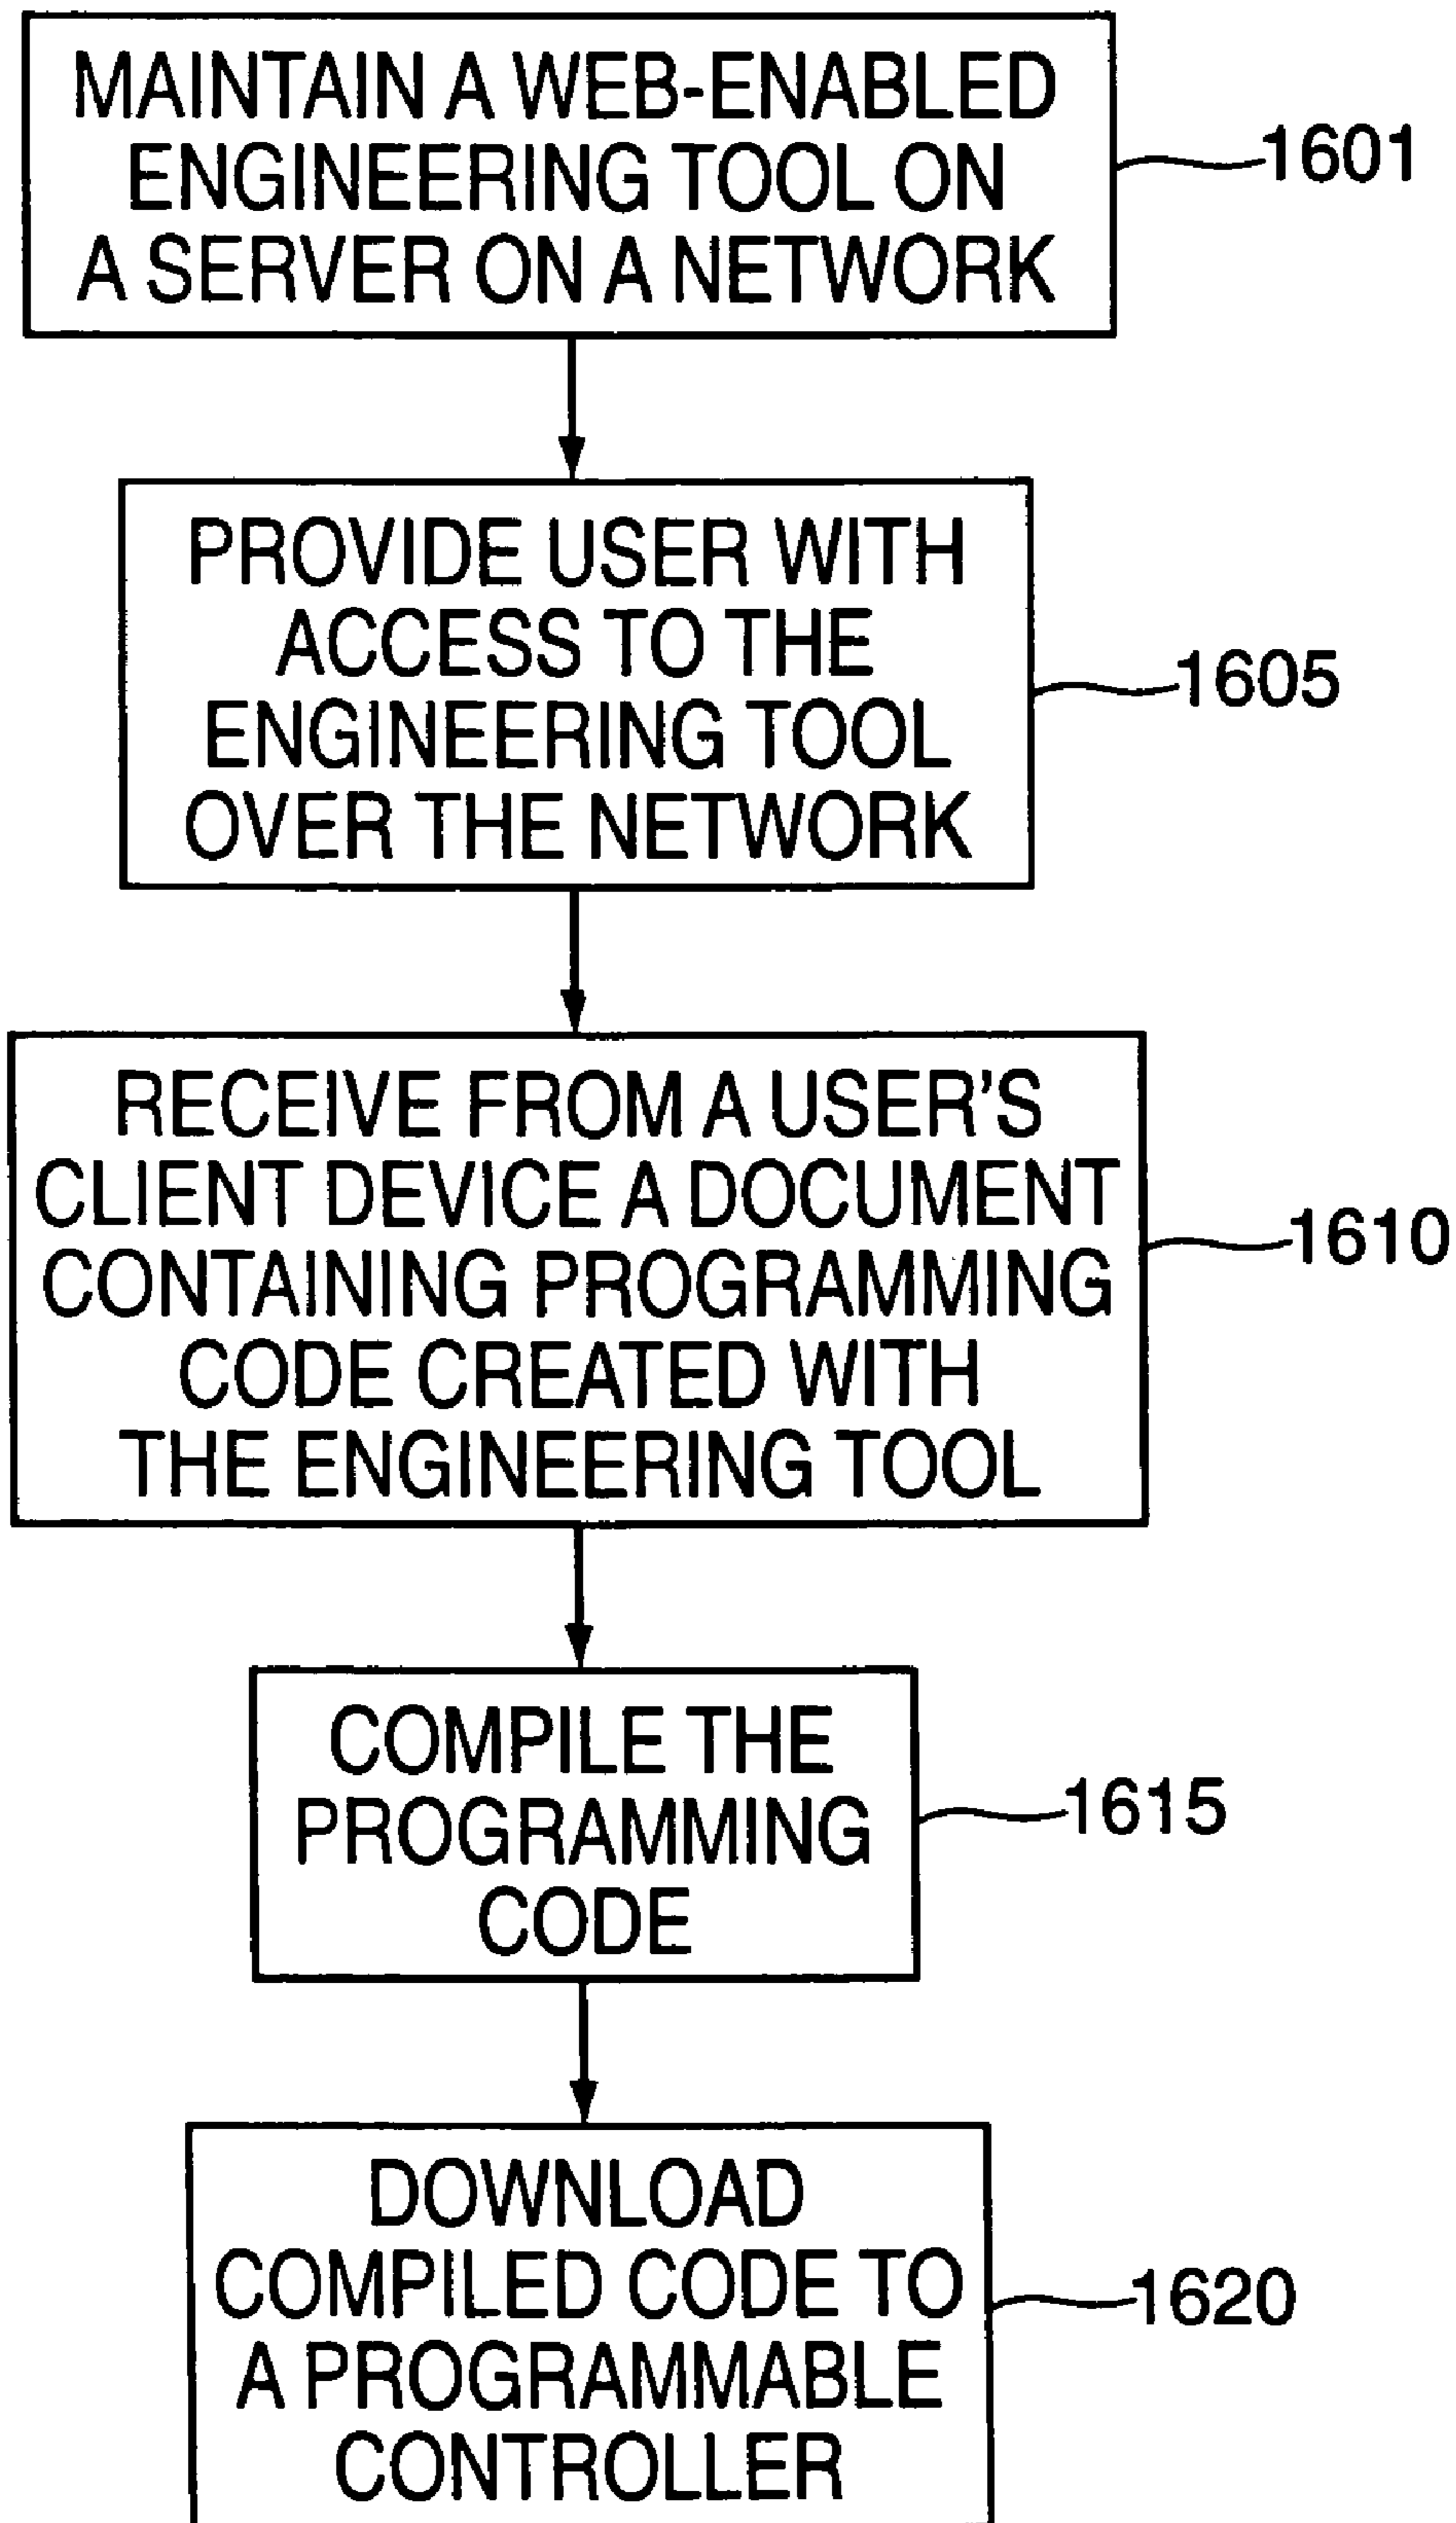 MAINTAIN A WEB-ENABLED
ENGINEERING TOOL ON
A SERVER ON A NETWORK
1601
PROVIDE USER WITH
ACCESS TO THE
ENGINEERING TOOL
OVER THE NETWORK
1605
RECEIVE FROM A USER'S
CLIENT DEVICE A DOCUMENT
CONTAINING PROGRAMMING
CODE CREATED WITH
THE ENGINEERING TOOL
1610
COMPILE THE
PROGRAMMING
CODE
1615
DOWNLOAD
COMPILED CODE TO
A PROGRAMMABLE
CONTROLLER
1620